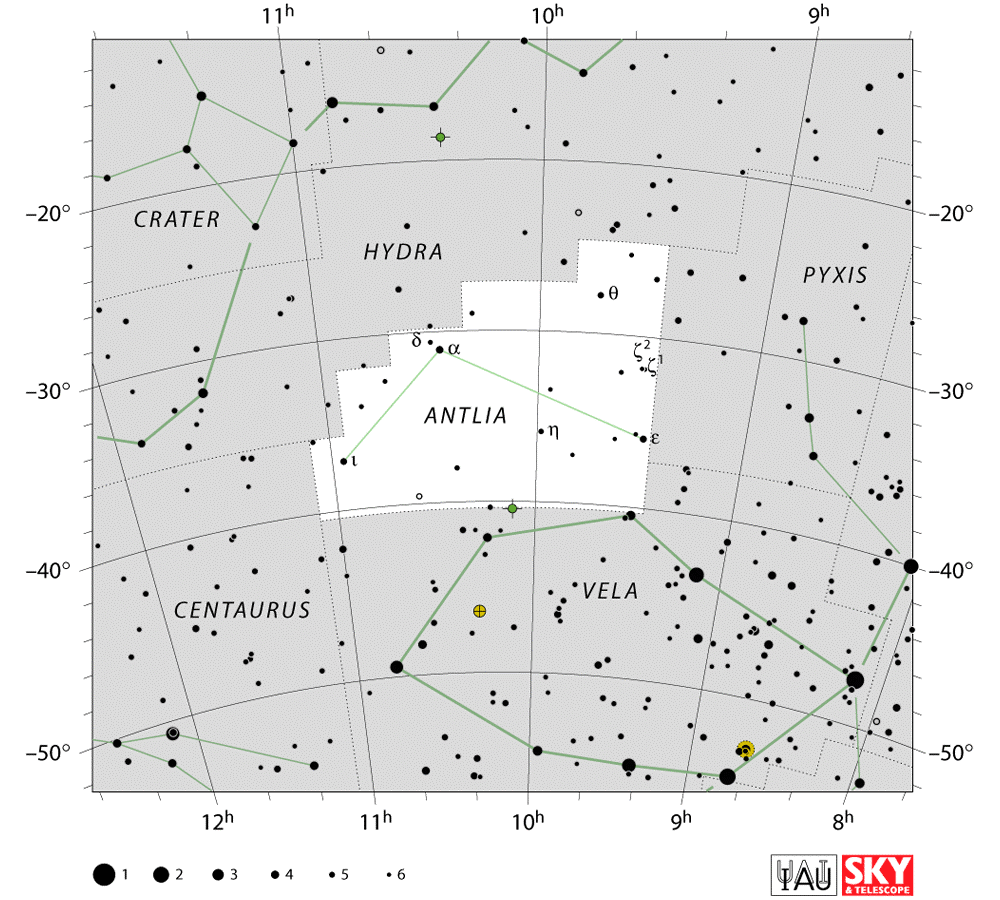 11ʰ 10ʰ 9ʰ
CRATER
–20° –20°
HYDRA
PYXIS
θ
δ α ζ² ζ¹
–30° –30°
ANTLIA
η ε
ι
–40° –40°
VELA
CENTAURUS
–50° –50°
12ʰ 11ʰ 10ʰ 9ʰ 8ʰ
1 2 3 4 5 6
IAU
SKY
& TELESCOPE